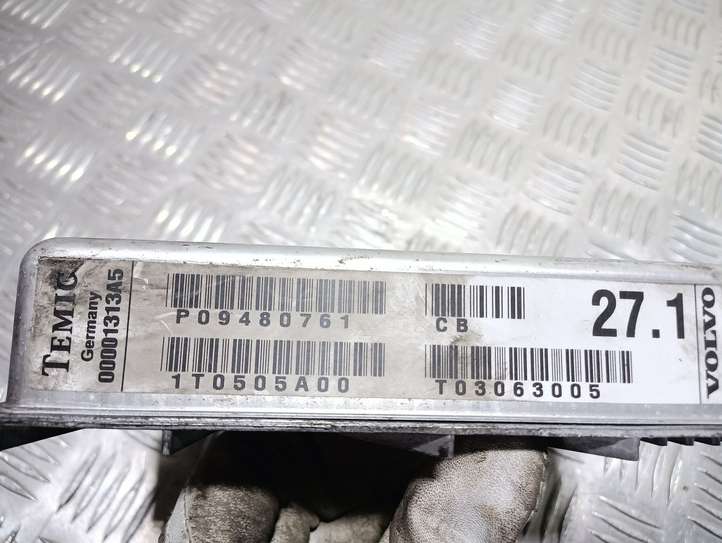 TEMIC
Germany
00001313A5
P09480761
CB
27.1
1T0505A00
T03063005
VOLVO